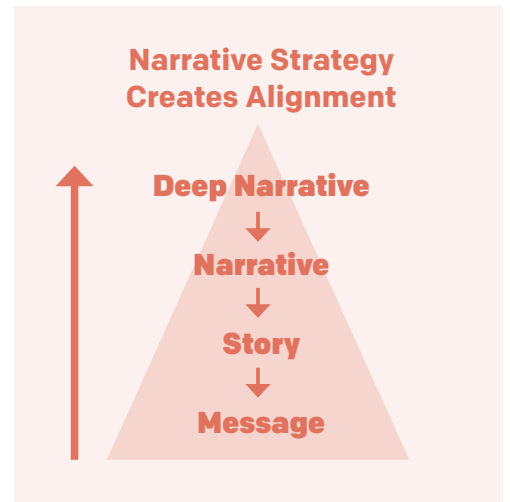 Narrative Strategy
Creates Alignment
Deep Narrative
Narrative
Story
Message